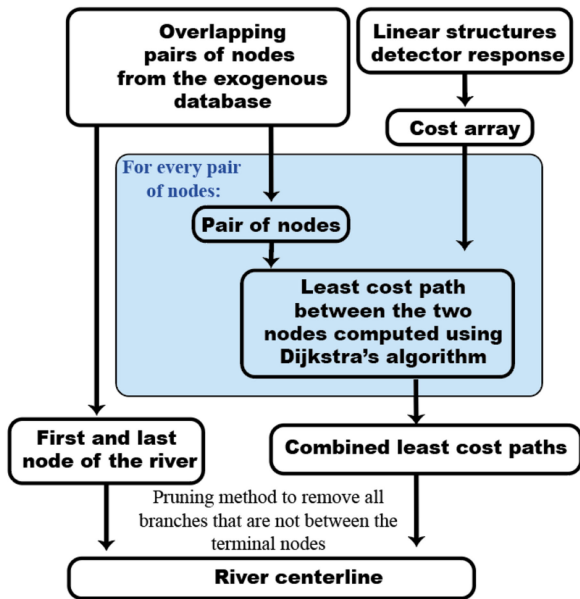 Overlapping
pairs of nodes
from the exogenous
database
Linear structures
detector response
Cost array
For every pair
of nodes:
Pair of nodes
Least cost path
between the two
nodes computed using
Dijkstra's algorithm
First and last
node of the river
Combined least cost paths
Pruning method to remove all
branches that are not between the
terminal nodes
River centerline